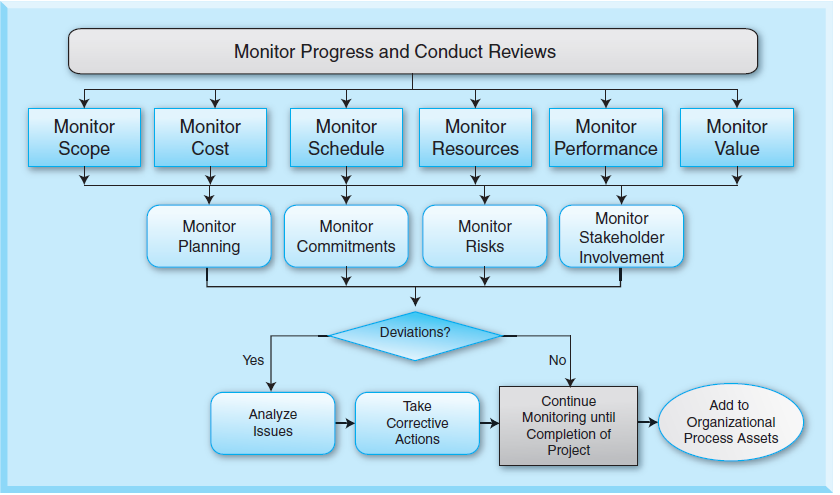 Monitor Progress and Conduct Reviews
Monitor
Scope
Monitor
Cost
Monitor
Schedule
Monitor
Resources
Monitor
Performance
Monitor
Value
Monitor
Planning
Monitor
Commitments
Monitor
Risks
Monitor
Stakeholder
Involvement
Deviations?
Yes
No
Analyze
Issues
Take
Corrective
Actions
Continue
Monitoring until
Completion of
Project
Add to
Organizational
Process Assets